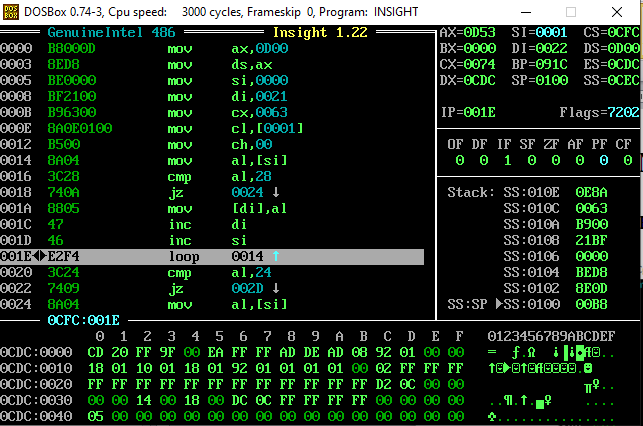 DOSBox 0.74-3, Cpu speed: 3000 cycles, Frameskip 0, Program: INSIGHT
GenuineIntel 486 Insight 1.22
0000 B8000D mov ax,0D00
0003 8ED8 mov ds,ax
0005 BE0000 mov si,0000
0008 BF2100 mov di,0021
000B B96300 mov cx,0063
000E 8A0E0100 mov cl,[0001]
0012 B500 mov ch,00
0014 8A04 mov al,[si]
0016 3C28 cmp al,28
0018 740A jz 0024 ↓
001A 8805 mov [di],al
001C 47 inc di
001D 46 inc si
001E E2F4 loop 0014 ↑
0020 3C24 cmp al,24
0022 7409 jz 002D ↓
0024 8A04 mov al,[si]
0CFC:001E
AX=0D53 SI=0001 CS=0CFC
BX=0000 DI=0022 DS=0D00
CX=0074 BP=091C ES=0CDC
DX=0CDC SP=0100 SS=0CEC
IP=001E Flags=7202
OF DF IF SF ZF AF PF CF
0 0 1 0 0 0 0 0
Stack: SS:010E 0E8A
SS:010C 0063
SS:010A B900
SS:0108 21BF
SS:0106 0000
SS:0104 BED8
SS:0102 8E0D
SS:SP SS:0100 00B8
0 1 2 3 4 5 6 7 8 9 A B C D E F 0123456789ABCDEF
0CDC:0000 CD 20 FF 9F 00 EA FF FF AD DE AD 08 92 01 00 00
0CDC:0010 18 01 10 01 18 01 92 01 01 01 01 00 02 FF FF FF
0CDC:0020 FF FF FF FF FF FF FF FF FF FF FF FF D2 0C 00 00
0CDC:0030 00 00 14 00 18 00 DC 0C FF FF FF FF 00 00 00 00
0CDC:0040 05 00 00 00 00 00 00 00 00 00 00 00 00 00 00 00